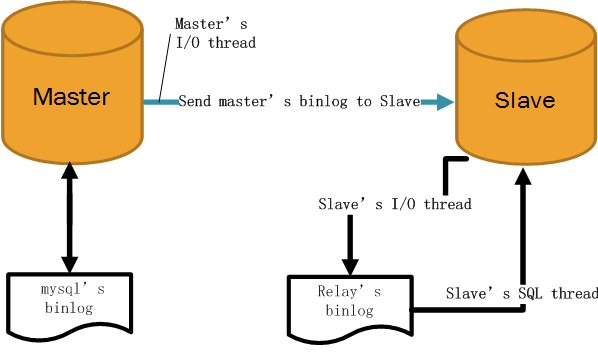 Master’s
I/O thread
Master
Send master’s binlog to Slave
Slave
Slave’s I/O thread
mysql’s
binlog
Relay’s
binlog
Slave’s SQL thread